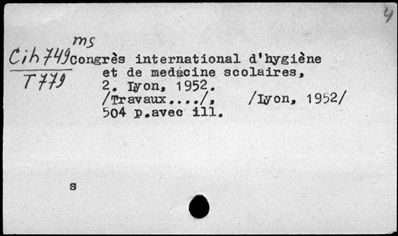 4
ms
Cih 749 Congrès international d'hygiène
T 779 et de medècine scolaires,
2. Lyon, 1952.
/Travaux..../, /Lyon, 1952/
504 p.avec ill.
s